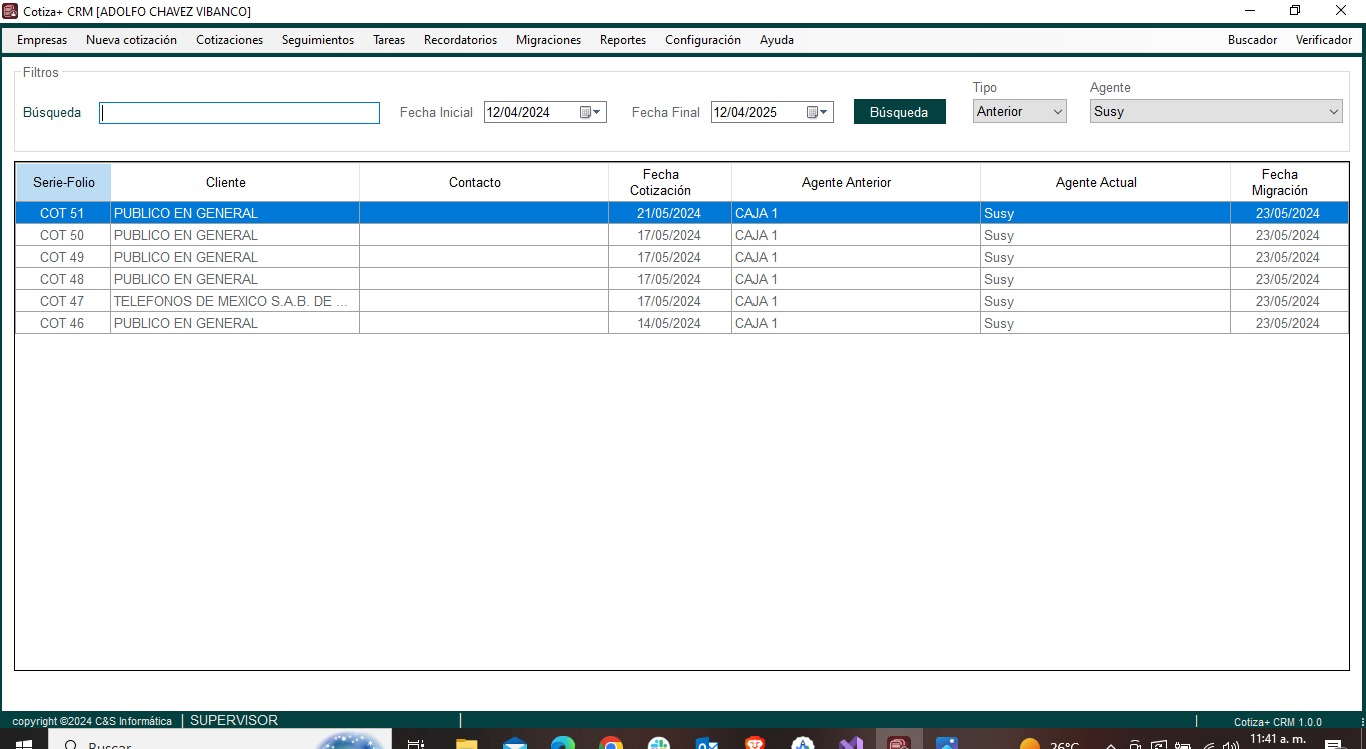 Cotiza+ CRM [ADOLFO CHAVEZ VIBANCO]
Empresas Nueva cotización Cotizaciones Seguimientos Tareas Recordatorios Migraciones Reportes Configuración Ayuda Buscador Verificador
Filtros
Tipo Agente
Búsqueda Fecha Inicial 12/04/2024 Fecha Final 12/04/2025 Búsqueda Anterior Susy
Serie-Folio Cliente Contacto Fecha Cotización Agente Anterior Agente Actual Fecha Migración
COT 51 PUBLICO EN GENERAL 21/05/2024 CAJA 1 Susy 23/05/2024
COT 50 PUBLICO EN GENERAL 17/05/2024 CAJA 1 Susy 23/05/2024
COT 49 PUBLICO EN GENERAL 17/05/2024 CAJA 1 Susy 23/05/2024
COT 48 PUBLICO EN GENERAL 17/05/2024 CAJA 1 Susy 23/05/2024
COT 47 TELEFONOS DE MEXICO S.A.B. DE ... 17/05/2024 CAJA 1 Susy 23/05/2024
COT 46 PUBLICO EN GENERAL 14/05/2024 CAJA 1 Susy 23/05/2024
copyright ©2024 C&S Informática | SUPERVISOR | | Cotiza+ CRM 1.0.0
Buscar 26°C 11:41 a. m.